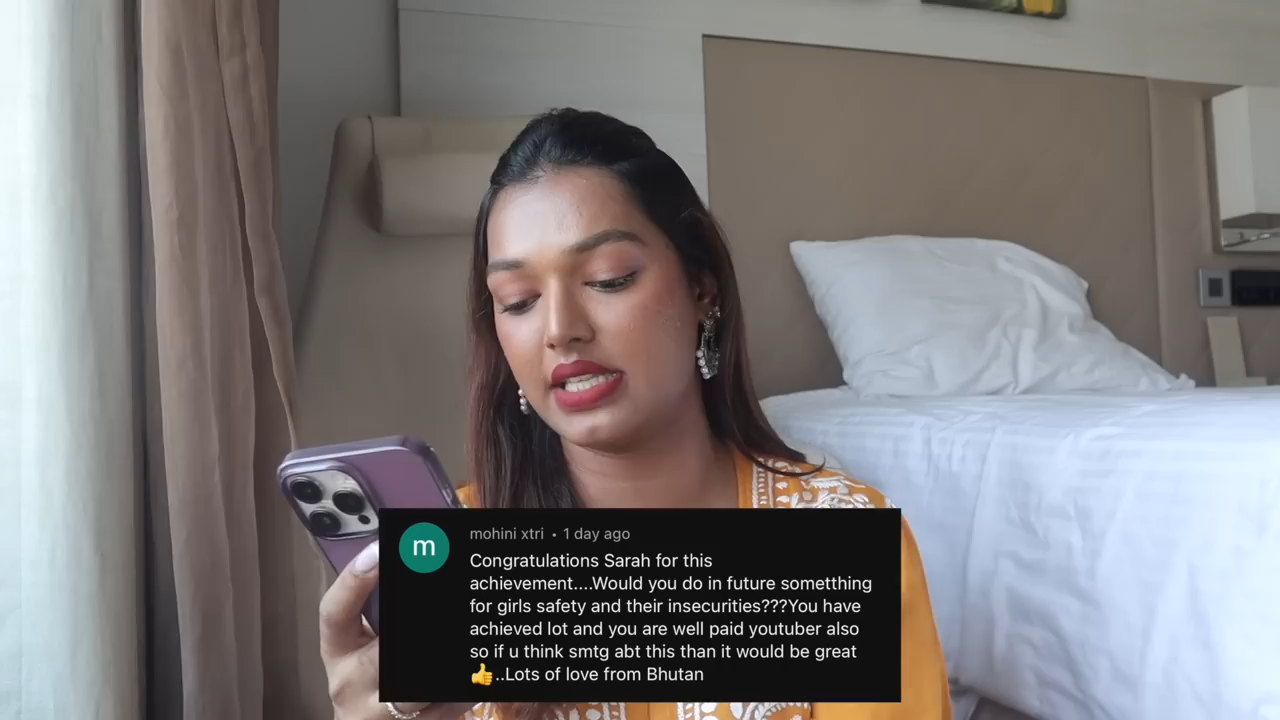 m
mohini xtri • 1 day ago
Congratulations Sarah for this
achievement....Would you do in future sometthing
for girls safety and their insecurities???You have
achieved lot and you are well paid youtuber also
so if u think smtg abt this than it would be great
👍..Lots of love from Bhutan